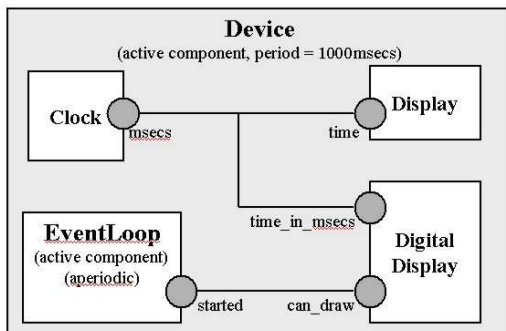 Device
(active component, period = 1000msecs)
Clock
msecs
time
Display
EventLoop
(active component)
(aperiodic)
started
time_in_msecs
can_draw
Digital
Display